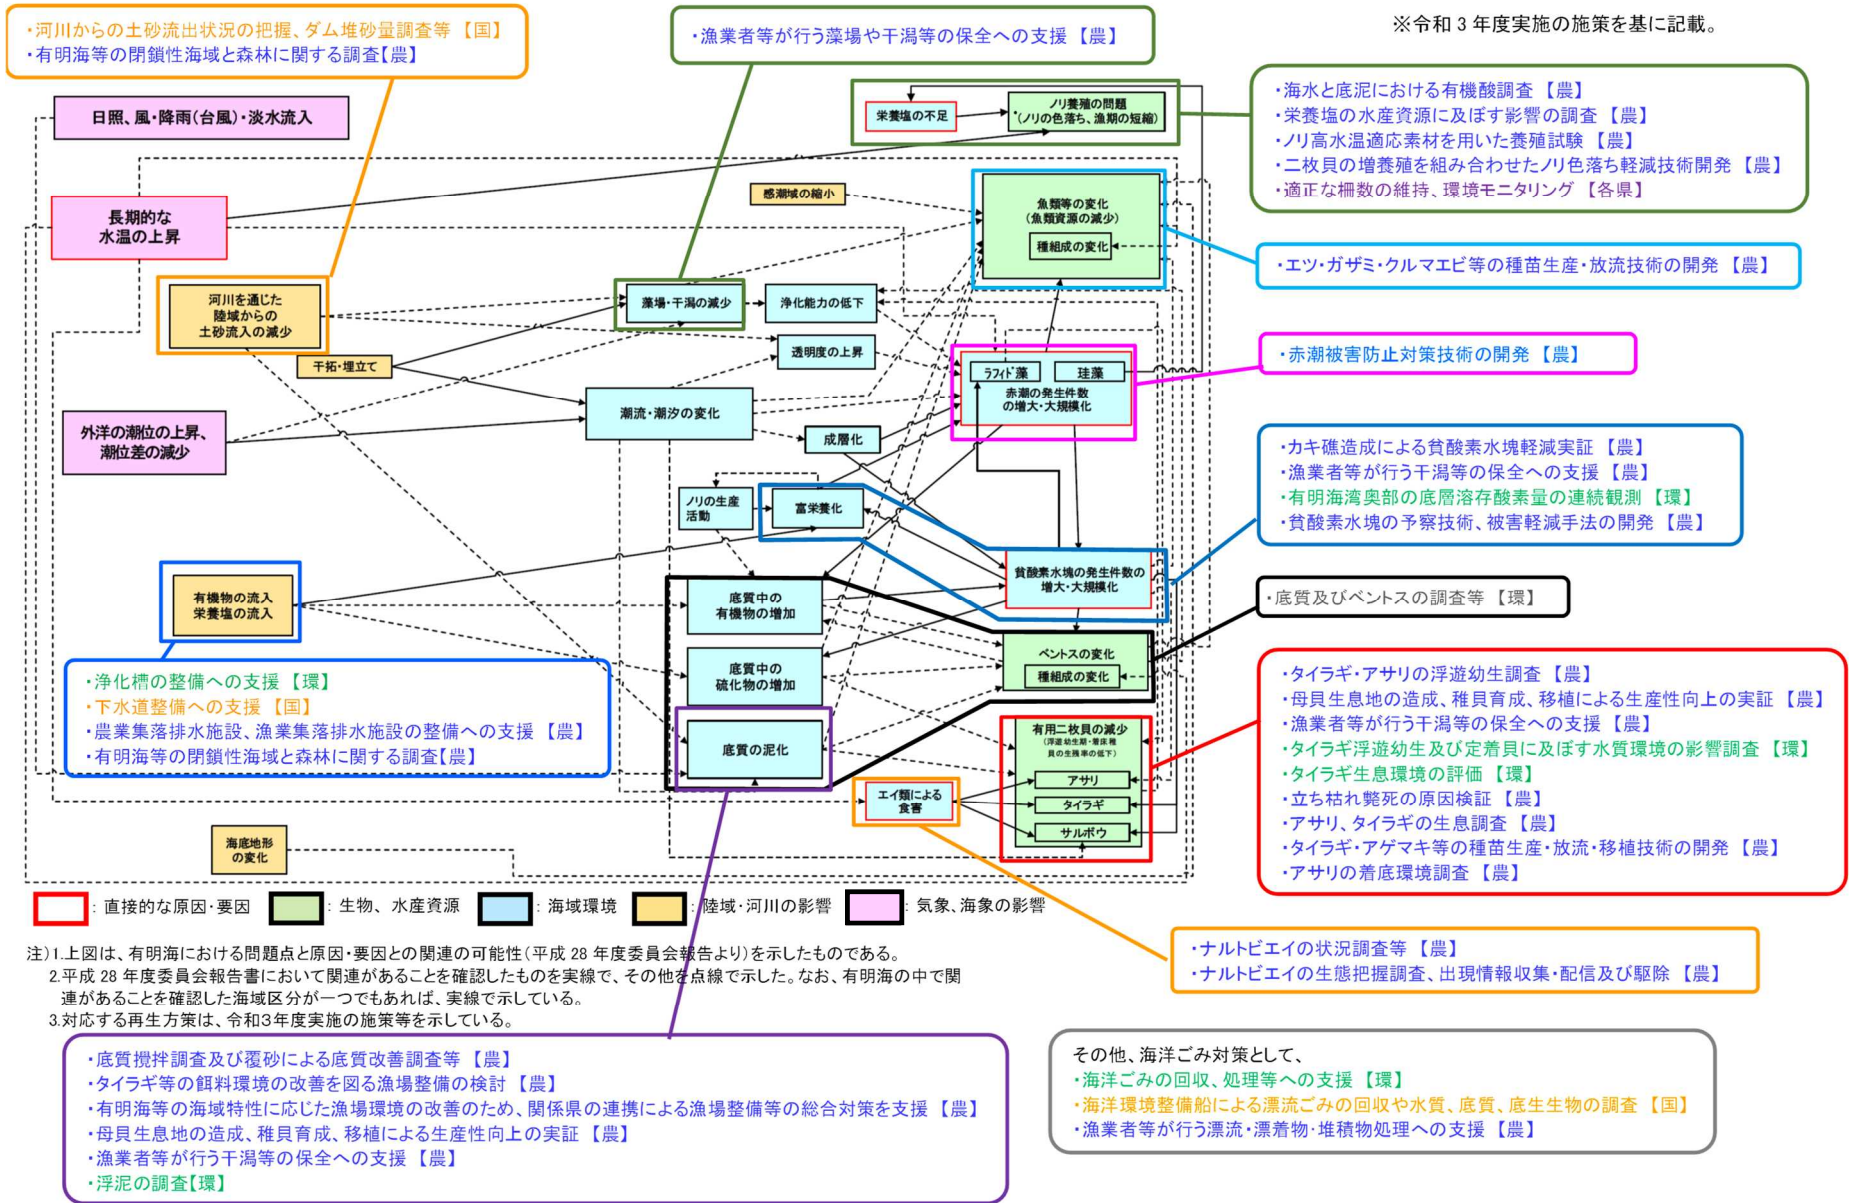 ・河川からの土砂流出状況の把握、ダム堆砂量調査等 【国】
・有明海等の閉鎖性海域と森林に関する調査【農】
・漁業者等が行う藻場や干潟等の保全への支援 【農】
※令和３年度実施の施策を基に記載。
・海水と底泥における有機酸調査 【農】
・栄養塩の水産資源に及ぼす影響の調査 【農】
・ノリ高水温適応素材を用いた養殖試験 【農】
・二枚貝の増養殖を組み合わせたノリ色落ち軽減技術開発 【農】
・適正な柵数の維持、環境モニタリング 【各県】
日照、風・降雨(台風)・淡水流入
栄養塩の不足
ノリ養殖の問題
(ノリの色落ち、漁期の短縮)
長期的な
水温の上昇
感潮域の縮小
魚類等の変化
(魚類資源の減少)
種組成の変化
・エツ・ガザミ・クルマエビ等の種苗生産・放流技術の開発 【農】
河川を通じた
陸域からの
土砂流入の減少
藻場・干潟の減少
浄化能力の低下
透明度の上昇
干拓・埋立て
ラフィド藻
珪藻
赤潮の発生件数
の増大・大規模化
・赤潮被害防止対策技術の開発 【農】
外洋の潮位の上昇、
潮位差の減少
潮流・潮汐の変化
成層化
・カキ礁造成による貧酸素水塊軽減実証 【農】
・漁業者等が行う干潟等の保全への支援 【農】
・有明海湾奥部の底層溶存酸素量の連続観測 【環】
・貧酸素水塊の予察技術、被害軽減手法の開発 【農】
ノリの生産
活動
富栄養化
貧酸素水塊の発生件数の
増大・大規模化
有機物の流入
栄養塩の流入
底質中の
有機物の増加
・底質及びベントスの調査等 【環】
ベントスの変化
種組成の変化
底質中の
硫化物の増加
・浄化槽の整備への支援 【環】
・下水道整備への支援 【国】
・農業集落排水施設、漁業集落排水施設の整備への支援 【農】
・有明海等の閉鎖性海域と森林に関する調査【農】
底質の泥化
有用二枚貝の減少
(浮遊幼生期・着床稚
貝の生残率の低下)
アサリ
タイラギ
サルボウ
エイ類による
食害
・タイラギ・アサリの浮遊幼生調査 【農】
・母貝生息地の造成、稚貝育成、移植による生産性向上の実証 【農】
・漁業者等が行う干潟等の保全への支援 【農】
・タイラギ浮遊幼生及び定着貝に及ぼす水質環境の影響調査 【環】
・タイラギ生息環境の評価 【環】
・立ち枯れ斃死の原因検証 【農】
・アサリ、タイラギの生息調査 【農】
・タイラギ・アゲマキ等の種苗生産・放流・移植技術の開発 【農】
・アサリの着底環境調査 【農】
海底地形
の変化
：直接的な原因・要因
：生物、水産資源
：海域環境
：陸域・河川の影響
：気象、海象の影響
注)1.上図は、有明海における問題点と原因・要因との関連の可能性(平成 28 年度委員会報告より)を示したものである。
2.平成 28 年度委員会報告書において関連があることを確認したものを実線で、その他を点線で示した。なお、有明海の中で関
連があることを確認した海域区分が一つでもあれば、実線で示している。
3.対応する再生方策は、令和３年度実施の施策等を示している。
・ナルトビエイの状況調査等 【農】
・ナルトビエイの生態把握調査、出現情報収集・配信及び駆除 【農】
・底質攪拌調査及び覆砂による底質改善調査等 【農】
・タイラギ等の餌料環境の改善を図る漁場整備の検討 【農】
・有明海等の海域特性に応じた漁場環境の改善のため、関係県の連携による漁場整備等の総合対策を支援 【農】
・母貝生息地の造成、稚貝育成、移植による生産性向上の実証 【農】
・漁業者等が行う干潟等の保全への支援 【農】
・浮泥の調査【環】
その他、海洋ごみ対策として、
・海洋ごみの回収、処理等への支援 【環】
・海洋環境整備船による漂流ごみの回収や水質、底質、底生生物の調査 【国】
・漁業者等が行う漂流・漂着物・堆積物処理への支援 【農】